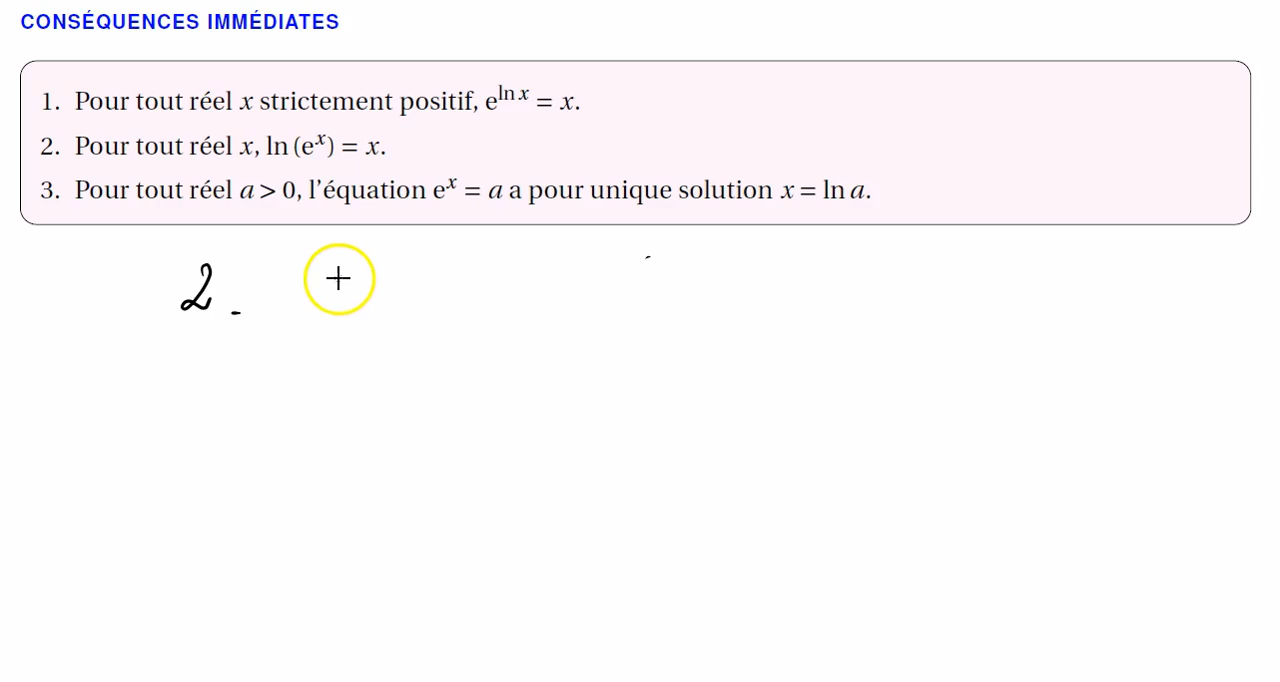 CONSÉQUENCES IMMÉDIATES
1. Pour tout réel x strictement positif, e^{ln x} = x.
2. Pour tout réel x, ln (e^x) = x.
3. Pour tout réel a > 0, l’équation e^x = a a pour unique solution x = ln a.
2.